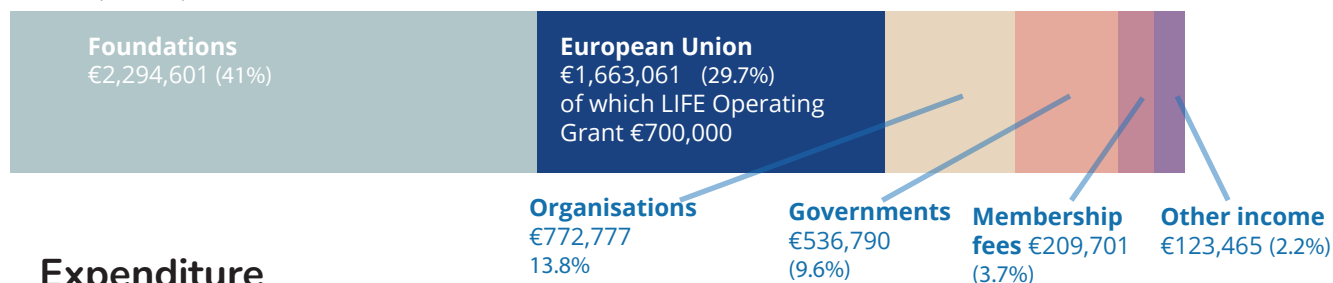 Foundations
€2,294,601 (41%)
European Union
€1,663,061 (29.7%)
of which LIFE Operating
Grant €700,000
Organisations
€772,777
13.8%
Governments
€536,790
(9.6%)
Membership
fees €209,701
(3.7%)
Other income
€123,465 (2.2%)
Expenditure